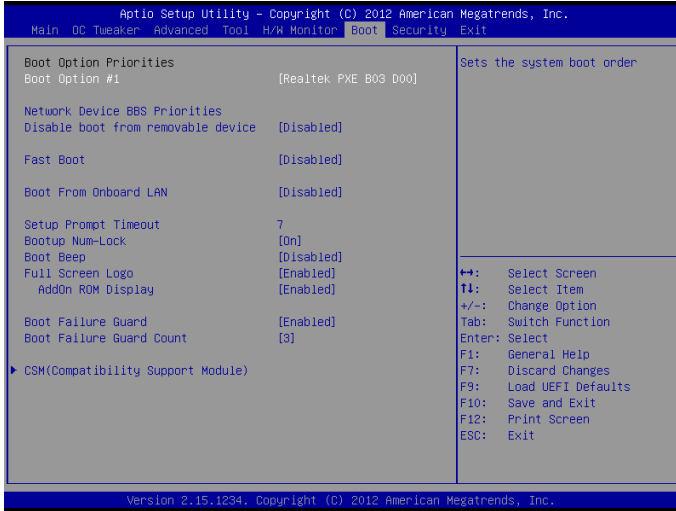 Aptio Setup Utility – Copyright (C) 2012 American Megatrends, Inc.
Main OC Tweaker Advanced Tool H/W Monitor Boot Security Exit
Boot Option Priorities
Boot Option #1 [Realtek PXE B03 D00]
Network Device BBS Priorities
Disable boot from removable device [Disabled]
Fast Boot [Disabled]
Boot From Onboard LAN [Disabled]
Setup Prompt Timeout 7
Bootup Num-Lock [On]
Boot Beep [Disabled]
Full Screen Logo [Enabled]
AddOn ROM Display [Enabled]
Boot Failure Guard [Enabled]
Boot Failure Guard Count [3]
CSM(Compatibility Support Module)
Sets the system boot order
↔: Select Screen
↑↓: Select Item
+/-: Change Option
Tab: Switch Function
Enter: Select
F1: General Help
F7: Discard Changes
F9: Load UEFI Defaults
F10: Save and Exit
F12: Print Screen
ESC: Exit
Version 2.15.1234. Copyright (C) 2012 American Megatrends, Inc.